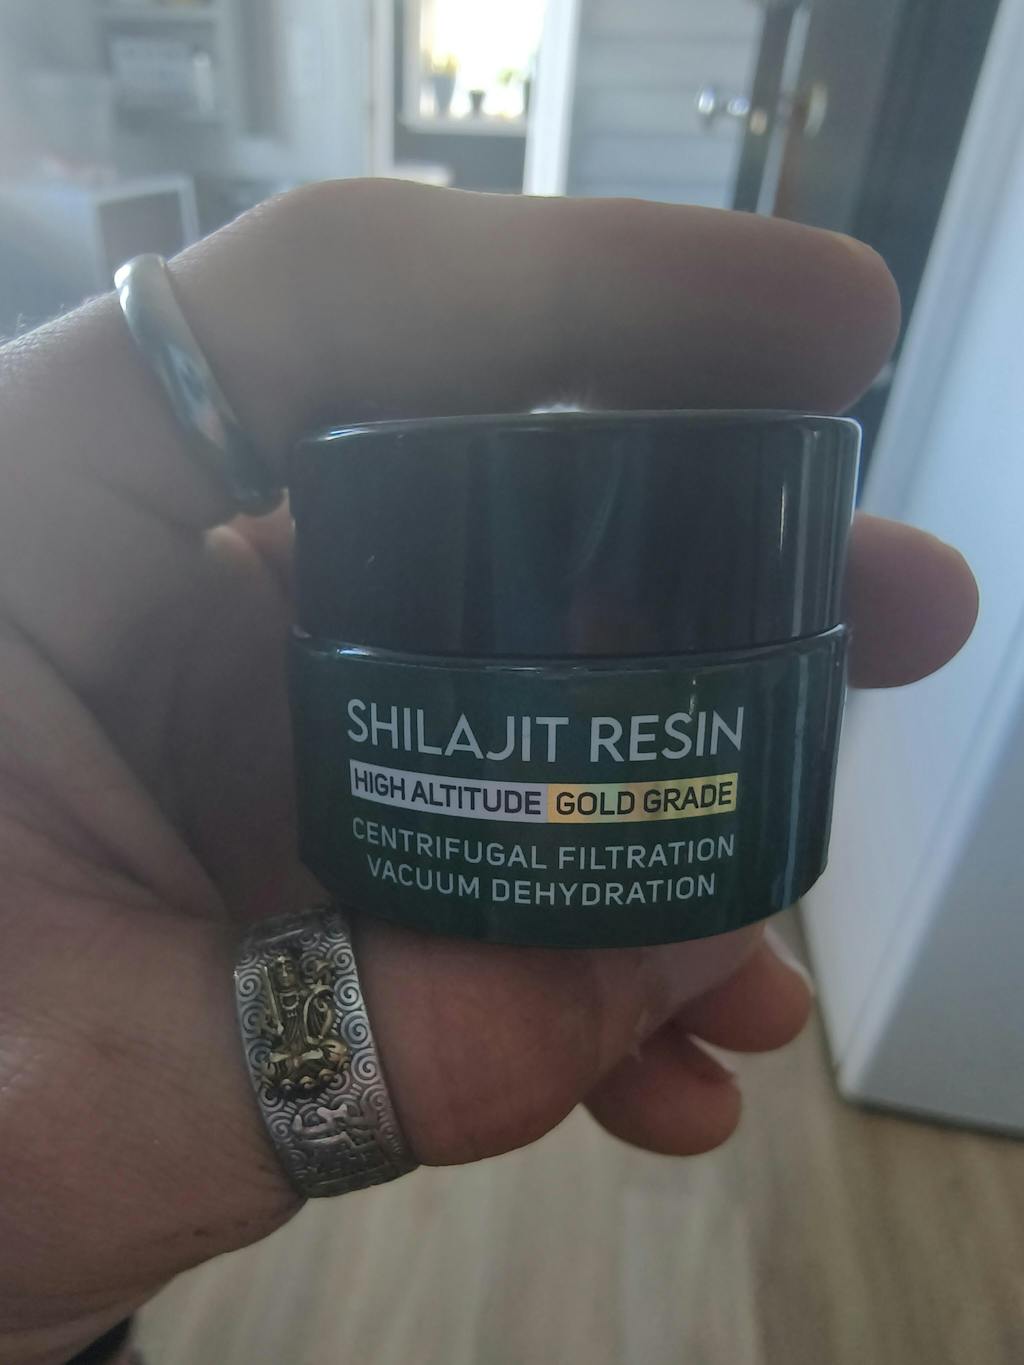 SHILAJIT RESIN
HIGH ALTITUDE GOLD GRADE
CENTRIFUGAL FILTRATION
VACUUM DEHYDRATION